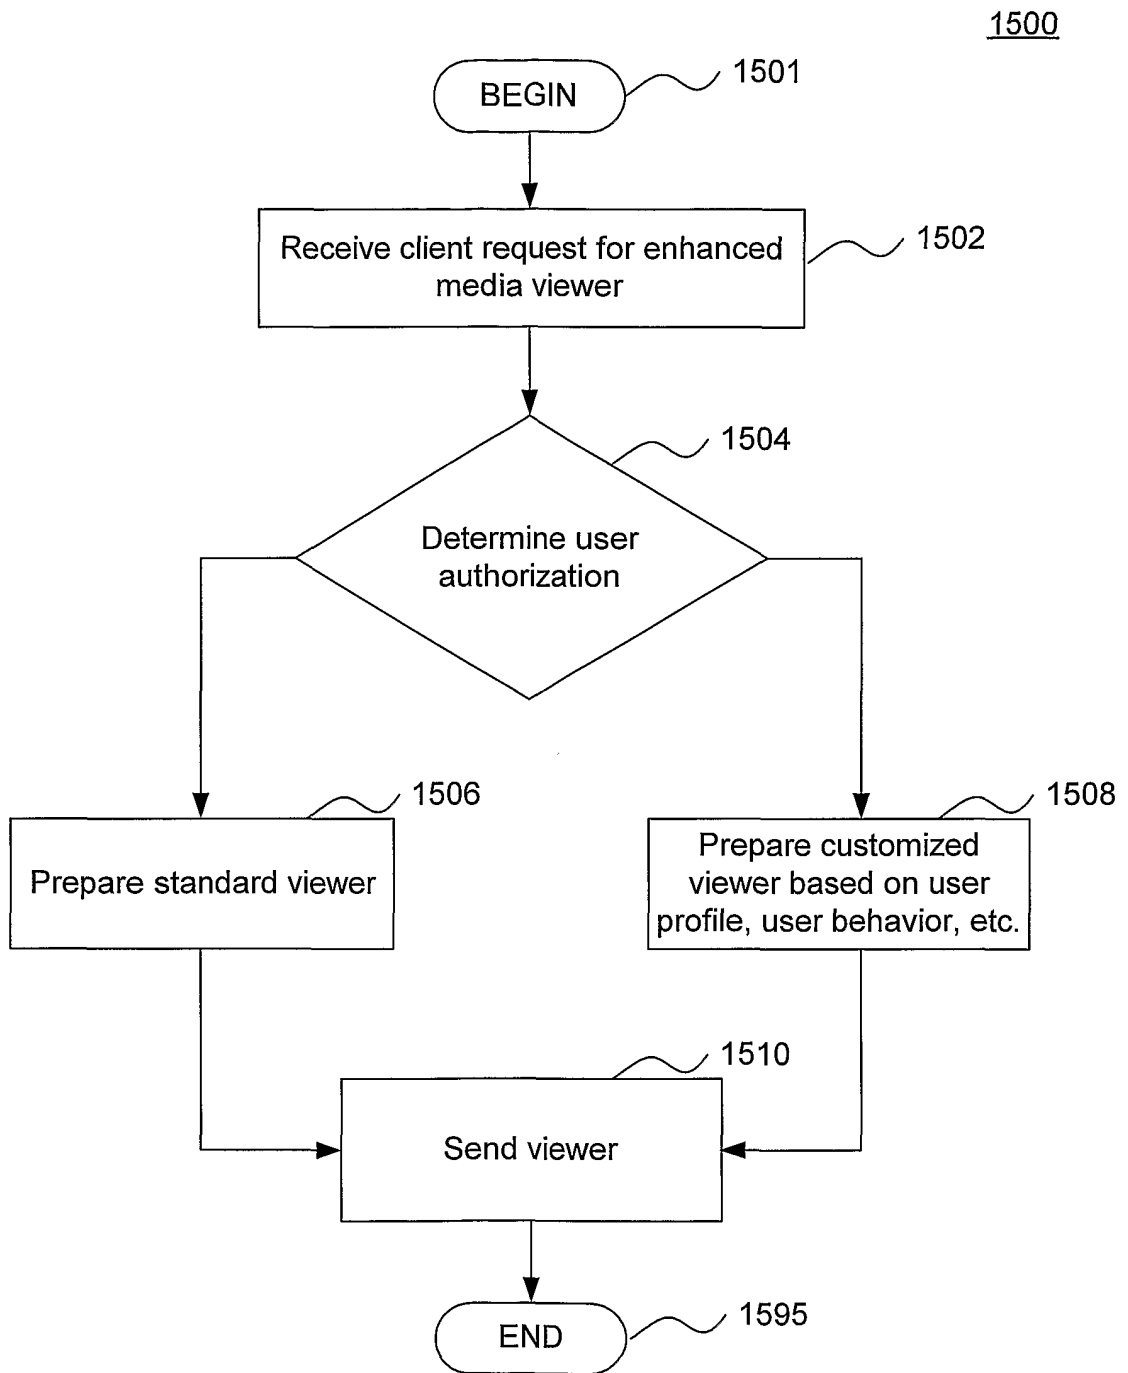 1500
BEGIN
1501
Receive client request for enhanced
media viewer
1502
1504
Determine user
authorization
1506
Prepare standard viewer
1508
Prepare customized
viewer based on user
profile, user behavior, etc.
1510
Send viewer
END
1595